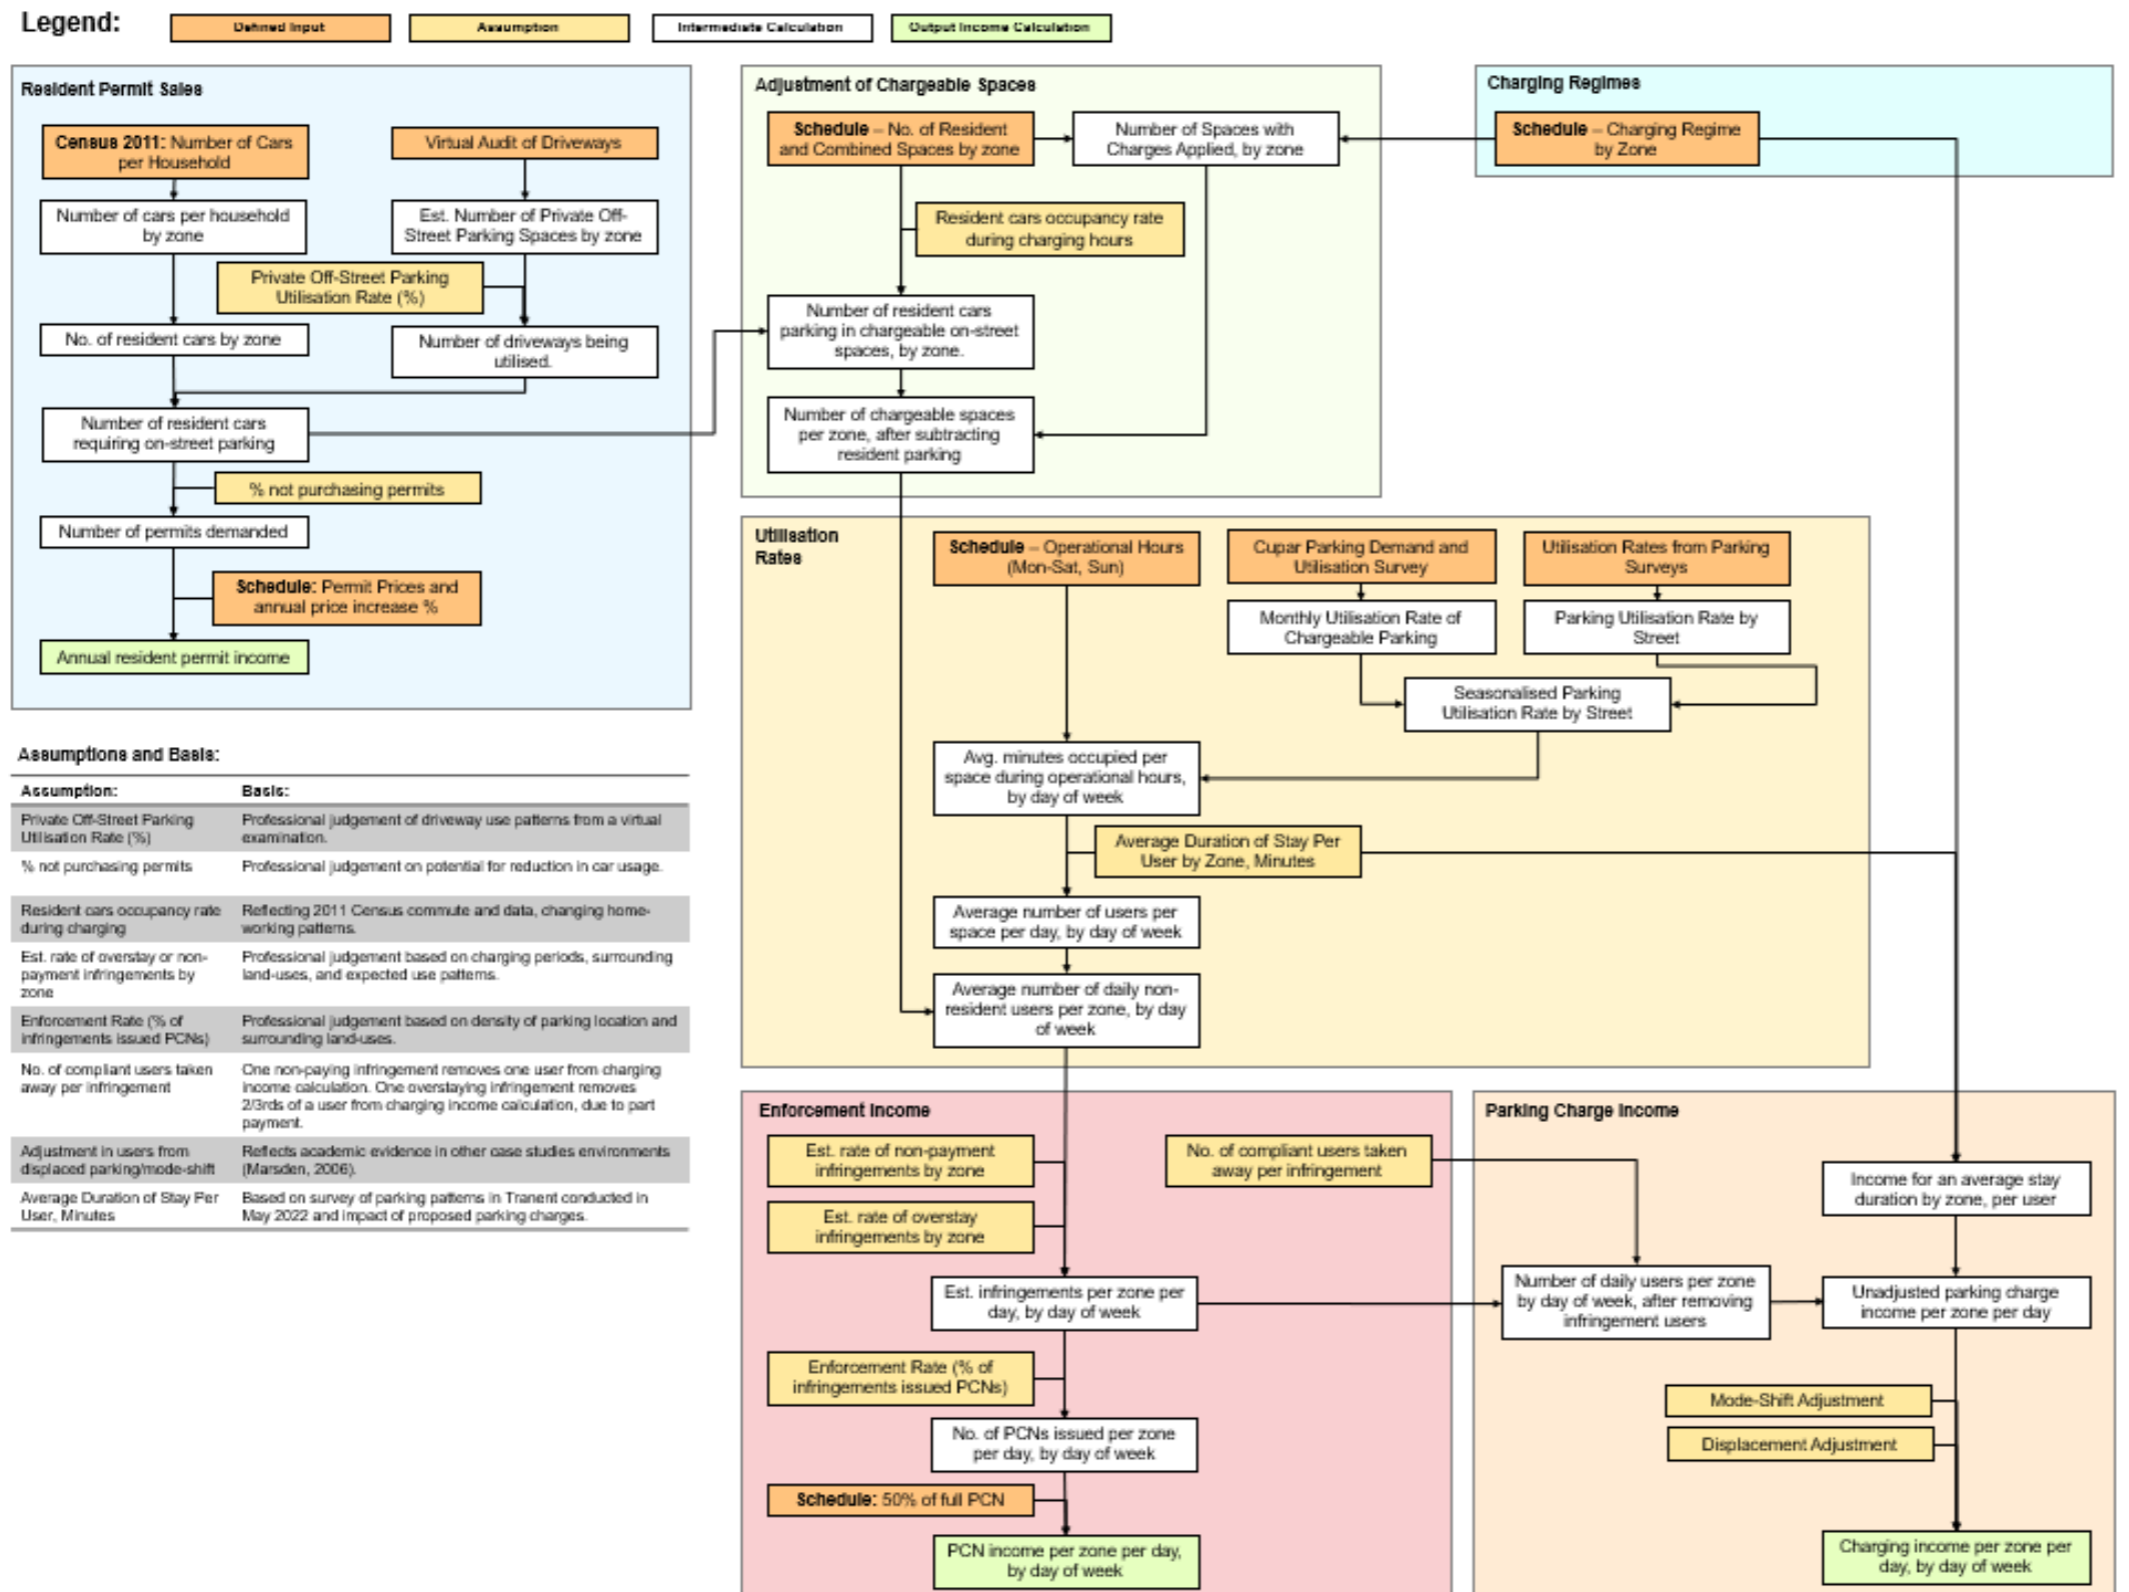 Legend:
Defined Input
Assumption
Intermediate Calculation
Output Income Calculation
Resident Permit Sales
Census 2011: Number of Cars
per Household
Virtual Audit of Driveways
Number of cars per household
by zone
Est. Number of Private Off-
Street Parking Spaces by zone
Private Off-Street Parking
Utilisation Rate (%)
No. of resident cars by zone
Number of driveways being
utilised.
Number of resident cars
requiring on-street parking
% not purchasing permits
Number of permits demanded
Schedule: Permit Prices and
annual price increase %
Annual resident permit income
Adjustment of Chargeable Spaces
Schedule – No. of Resident
and Combined Spaces by zone
Number of Spaces with
Charges Applied, by zone
Resident cars occupancy rate
during charging hours
Number of resident cars
parking in chargeable on-street
spaces, by zone.
Number of chargeable spaces
per zone, after subtracting
resident parking
Charging Regimes
Schedule – Charging Regime
by Zone
Utilisation
Rates
Schedule – Operational Hours
(Mon-Sat, Sun)
Cupar Parking Demand and
Utilisation Survey
Utilisation Rates from Parking
Surveys
Monthly Utilisation Rate of
Chargeable Parking
Parking Utilisation Rate by
Street
Seasonalised Parking
Utilisation Rate by Street
Avg. minutes occupied per
space during operational hours,
by day of week
Average Duration of Stay Per
User by Zone, Minutes
Average number of users per
space per day, by day of week
Average number of daily non-
resident users per zone, by day
of week
Assumptions and Basis:
Assumption: Basis:
Private Off-Street Parking
Utilisation Rate (%)
Professional judgement of driveway use patterns from a virtual
examination.
% not purchasing permits
Professional judgement on potential for reduction in car usage.
Resident cars occupancy rate
during charging
Reflecting 2011 Census commute and data, changing home-
working patterns.
Est. rate of overstay or non-
payment infringements by
zone
Professional judgement based on charging periods, surrounding
land-uses, and expected use patterns.
Enforcement Rate (% of
infringements issued PCNs)
Professional judgement based on density of parking location and
surrounding land-uses.
No. of compliant users taken
away per infringement
One non-paying infringement removes one user from charging
income calculation. One overstaying infringement removes
2/3rds of a user from charging income calculation, due to part
payment.
Adjustment in users from
displaced parking/mode-shift
Reflects academic evidence in other case studies environments
(Marsden, 2006).
Average Duration of Stay Per
User, Minutes
Based on survey of parking patterns in Tranent conducted in
May 2022 and impact of proposed parking charges.
Enforcement Income
Est. rate of non-payment
infringements by zone
No. of compliant users taken
away per infringement
Est. rate of overstay
infringements by zone
Est. infringements per zone per
day, by day of week
Enforcement Rate (% of
infringements issued PCNs)
No. of PCNs issued per zone
per day, by day of week
Schedule: 50% of full PCN
PCN income per zone per day,
by day of week
Parking Charge Income
Income for an average stay
duration by zone, per user
Number of daily users per zone
by day of week, after removing
infringement users
Unadjusted parking charge
income per zone per day
Mode-Shift Adjustment
Displacement Adjustment
Charging income per zone per
day, by day of week